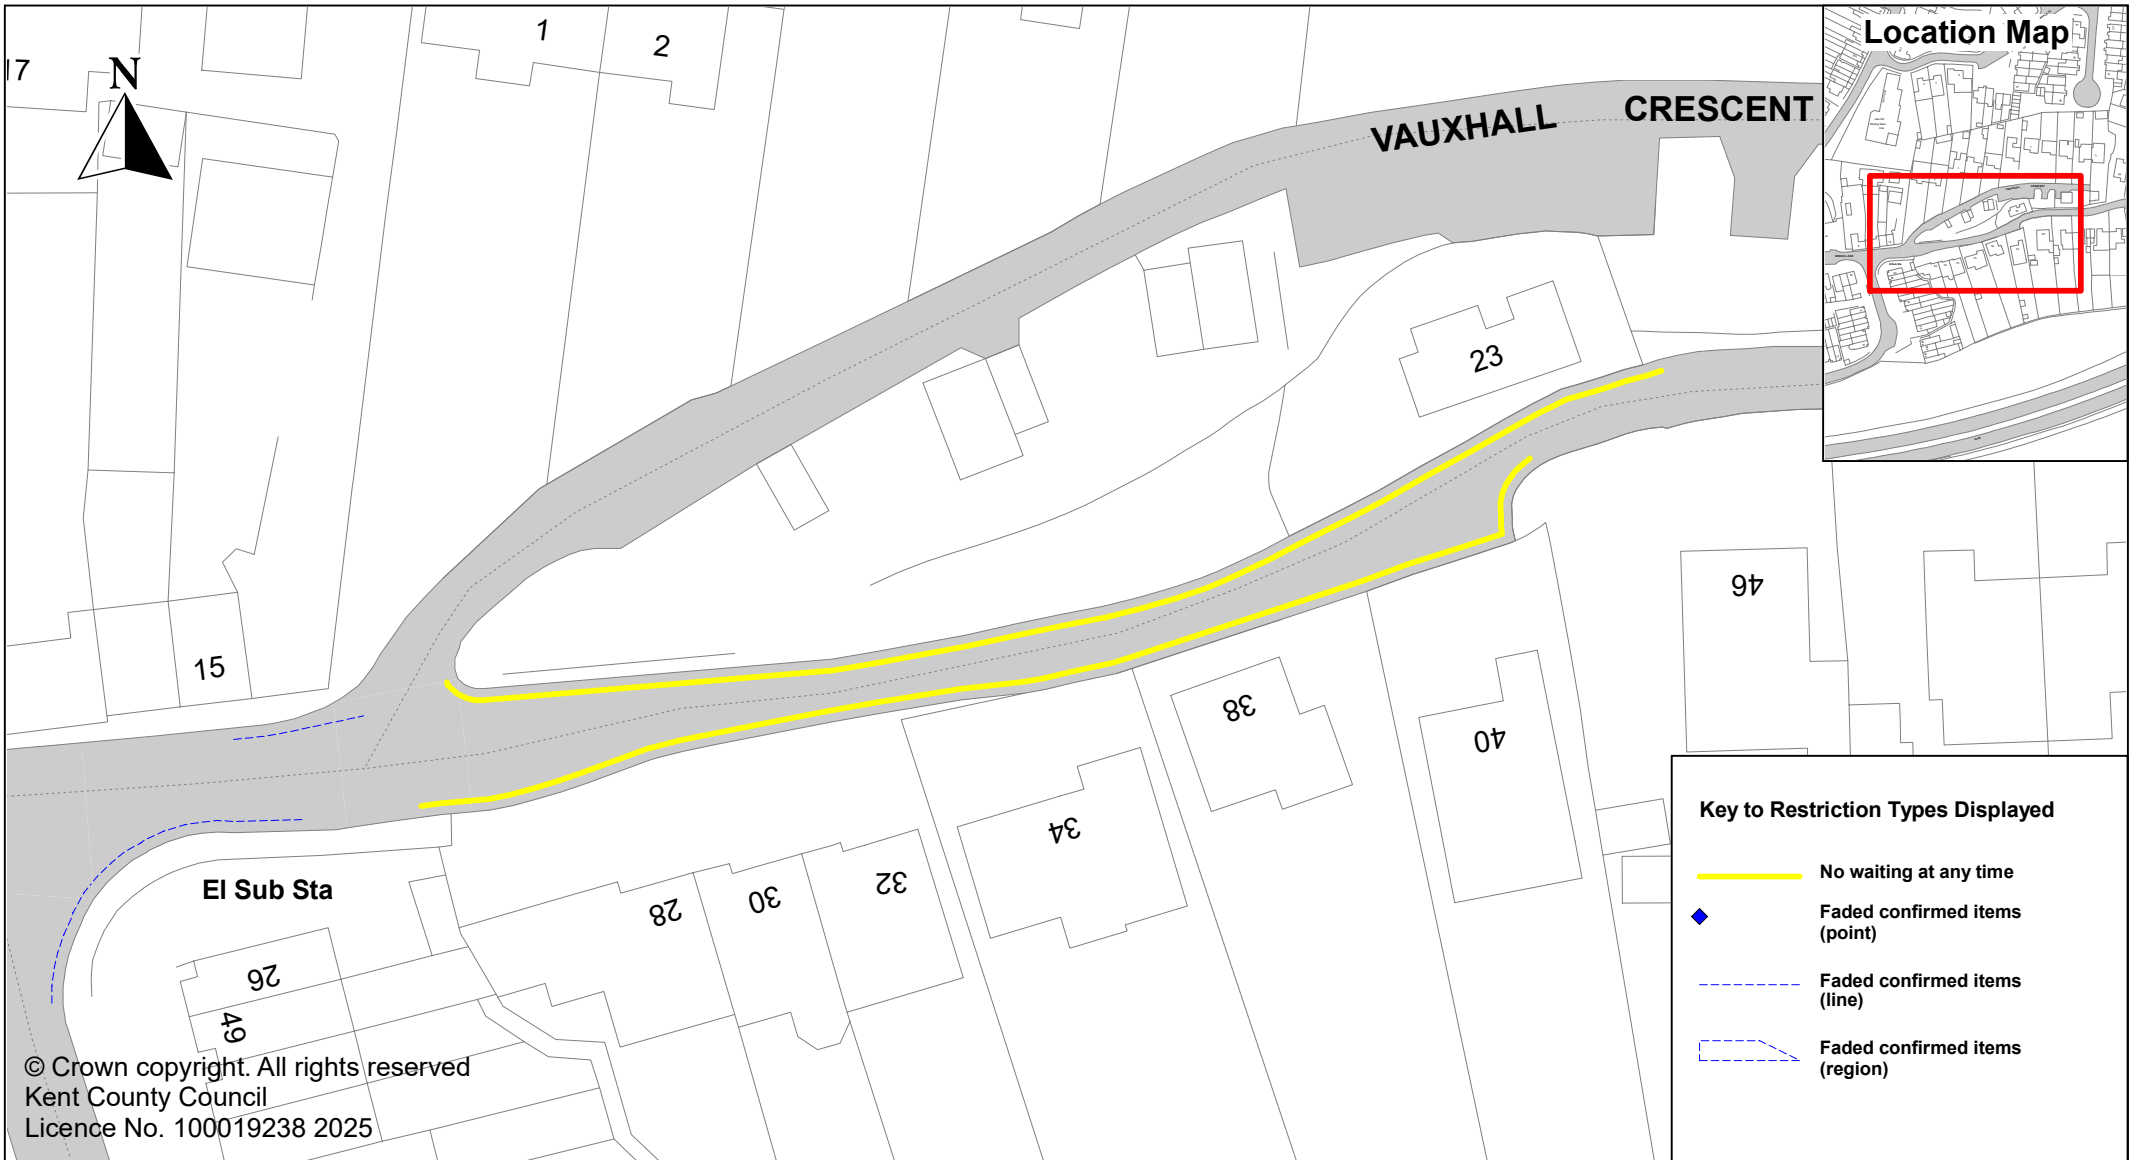 Location Map
N
17
1
2
VAUXHALL CRESCENT
23
15
46
38
40
34
32
30
28
El Sub Sta
26
49
Key to Restriction Types Displayed
No waiting at any time
Faded confirmed items
(point)
Faded confirmed items
(line)
Faded confirmed items
(region)
© Crown copyright. All rights reserved
Kent County Council
Licence No. 100019238 2025